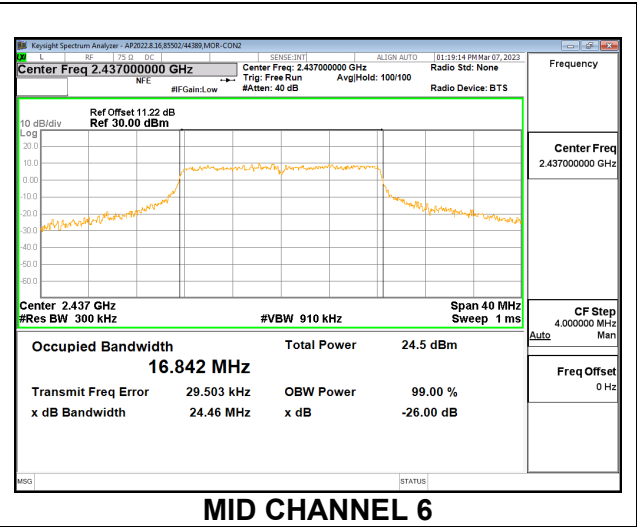 Keysight Spectrum Analyzer - AP2022.8.16,85502/44389,MOR-CON2
L RF 75 Ω DC SENSE:INT ALIGN AUTO 01:19:14 PM Mar 07, 2023
Center Freq 2.437000000 GHz
NFE
#IFGain:Low
Center Freq: 2.437000000 GHz
Trig: Free Run Avg|Hold: 100/100
#Atten: 40 dB
Radio Std: None
Radio Device: BTS
Frequency
Ref Offset 11.22 dB
10 dB/div Ref 30.00 dBm
Log
20.0
10.0
0.00
-10.0
-20.0
-30.0
-40.0
-50.0
-60.0
Center Freq
2.437000000 GHz
Center 2.437 GHz Span 40 MHz
#Res BW 300 kHz #VBW 910 kHz Sweep 1 ms
CF Step
4.000000 MHz
Auto Man
Occupied Bandwidth Total Power 24.5 dBm
16.842 MHz
Freq Offset
0 Hz
Transmit Freq Error 29.503 kHz OBW Power 99.00 %
x dB Bandwidth 24.46 MHz x dB -26.00 dB
MSG STATUS
MID CHANNEL 6